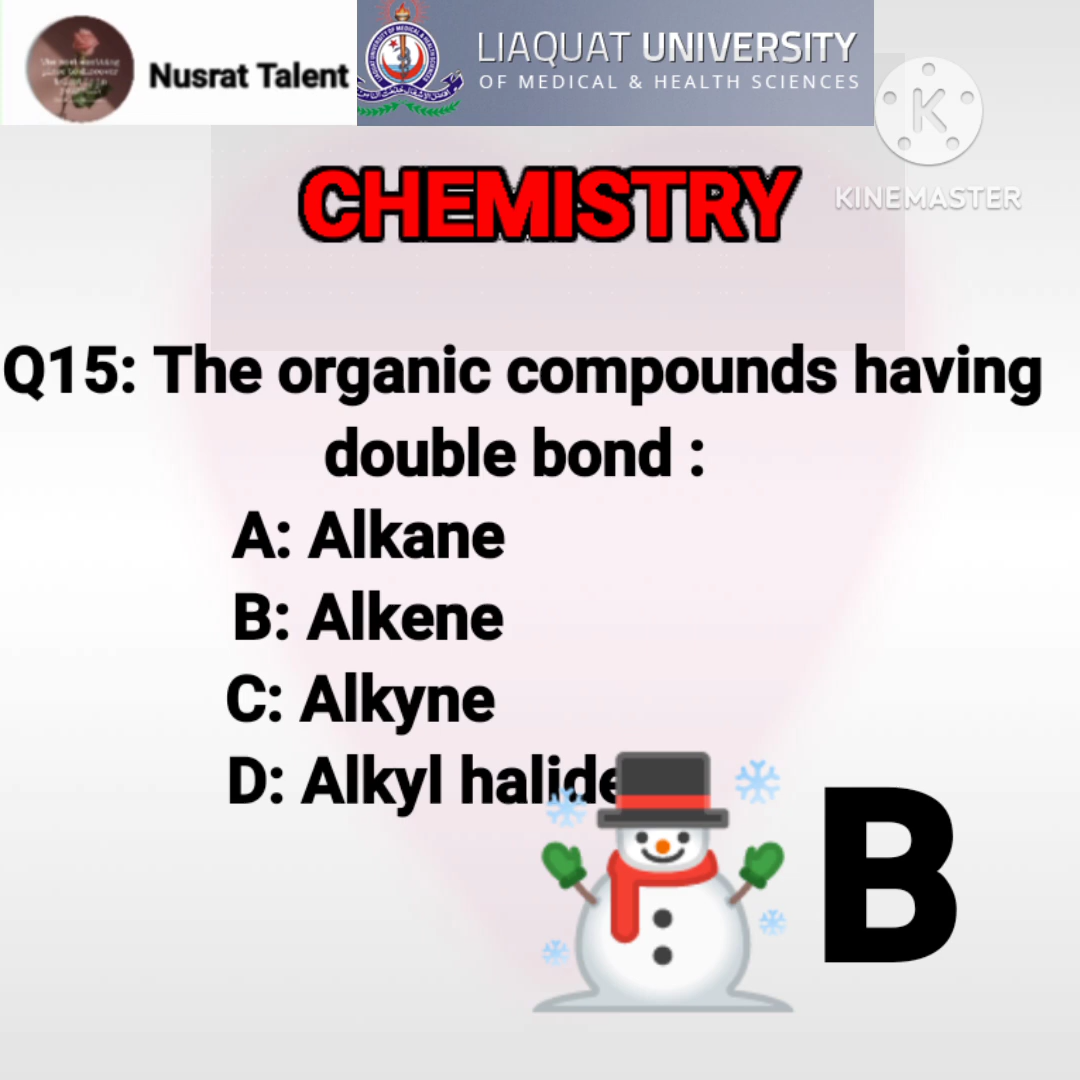 Nusrat Talent
LIAQUAT UNIVERSITY
OF MEDICAL & HEALTH SCIENCES
K
KINEMASTER
CHEMISTRY
Q15: The organic compounds having
double bond :
A: Alkane
B: Alkene
C: Alkyne
D: Alkyl halide
B